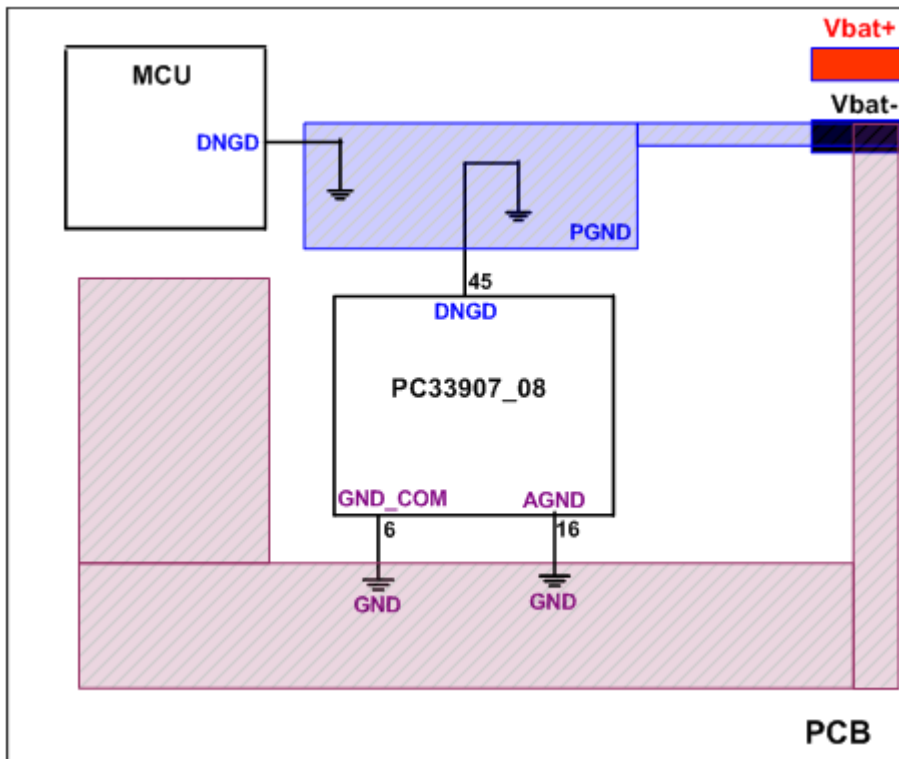 Vbat+
MCU
Vbat-
DNGD
PGND
45
DNGD
PC33907_08
GND_COM
AGND
6
16
GND
GND
PCB